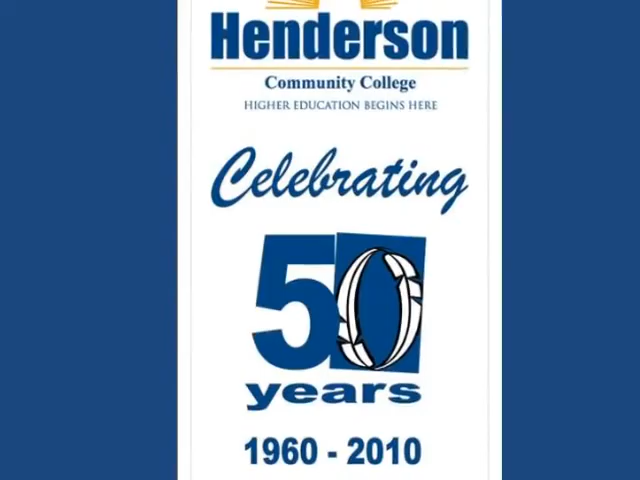 Henderson
Community College
HIGHER EDUCATION BEGINS HERE
Celebrating
50
years
1960 - 2010